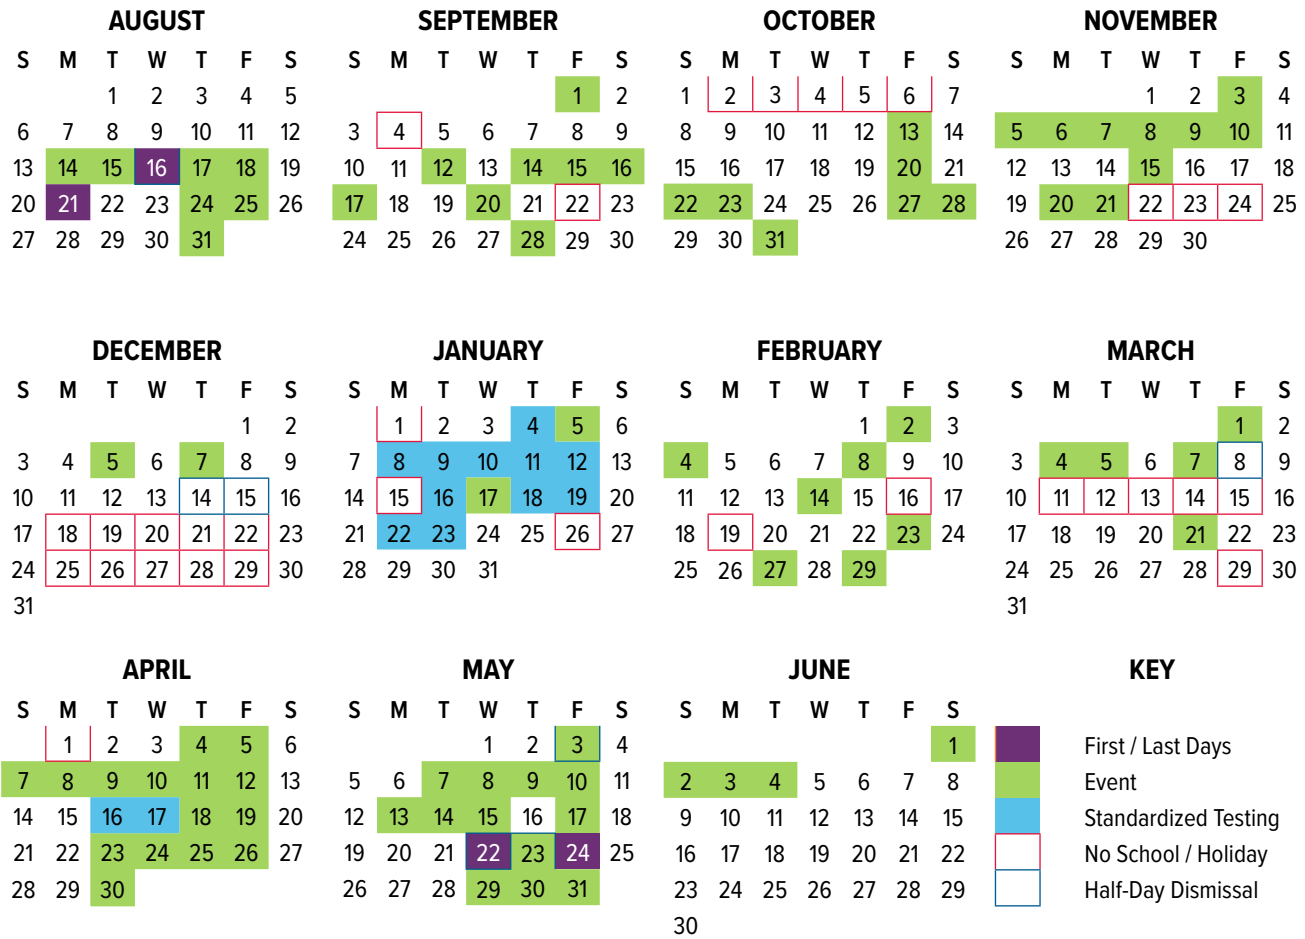 AUGUST SEPTEMBER OCTOBER NOVEMBER
S M T W T F S S M T W T F S S M T W T F S S M T W T F S
1 2 3 4 5 1 2 1 2 3 4 5 6 7 1 2 3 4
6 7 8 9 10 11 12 3 4 5 6 7 8 9 8 9 10 11 12 13 14 5 6 7 8 9 10 11
13 14 15 16 17 18 19 10 11 12 13 14 15 16 15 16 17 18 19 20 21 12 13 14 15 16 17 18
20 21 22 23 24 25 26 17 18 19 20 21 22 23 22 23 24 25 26 27 28 19 20 21 22 23 24 25
27 28 29 30 31 24 25 26 27 28 29 30 29 30 31 26 27 28 29 30
DECEMBER JANUARY FEBRUARY MARCH
S M T W T F S S M T W T F S S M T W T F S S M T W T F S
1 2 1 2 3 4 5 6 1 2 3 1 2
3 4 5 6 7 8 9 7 8 9 10 11 12 13 4 5 6 7 8 9 10 3 4 5 6 7 8 9
10 11 12 13 14 15 16 14 15 16 17 18 19 20 11 12 13 14 15 16 17 10 11 12 13 14 15 16
17 18 19 20 21 22 23 21 22 23 24 25 26 27 18 19 20 21 22 23 24 17 18 19 20 21 22 23
24 25 26 27 28 29 30 28 29 30 31 25 26 27 28 29 24 25 26 27 28 29 30
31 31
APRIL MAY JUNE KEY
S M T W T F S S M T W T F S S M T W T F S
1 2 3 4 5 6 1 2 3 4 1 First / Last Days
7 8 9 10 11 12 13 5 6 7 8 9 10 11 2 3 4 5 6 7 8 Event
14 15 16 17 18 19 20 12 13 14 15 16 17 18 9 10 11 12 13 14 15 Standardized Testing
21 22 23 24 25 26 27 19 20 21 22 23 24 25 16 17 18 19 20 21 22 No School / Holiday
28 29 30 26 27 28 29 30 31 23 24 25 26 27 28 29 Half-Day Dismissal
30